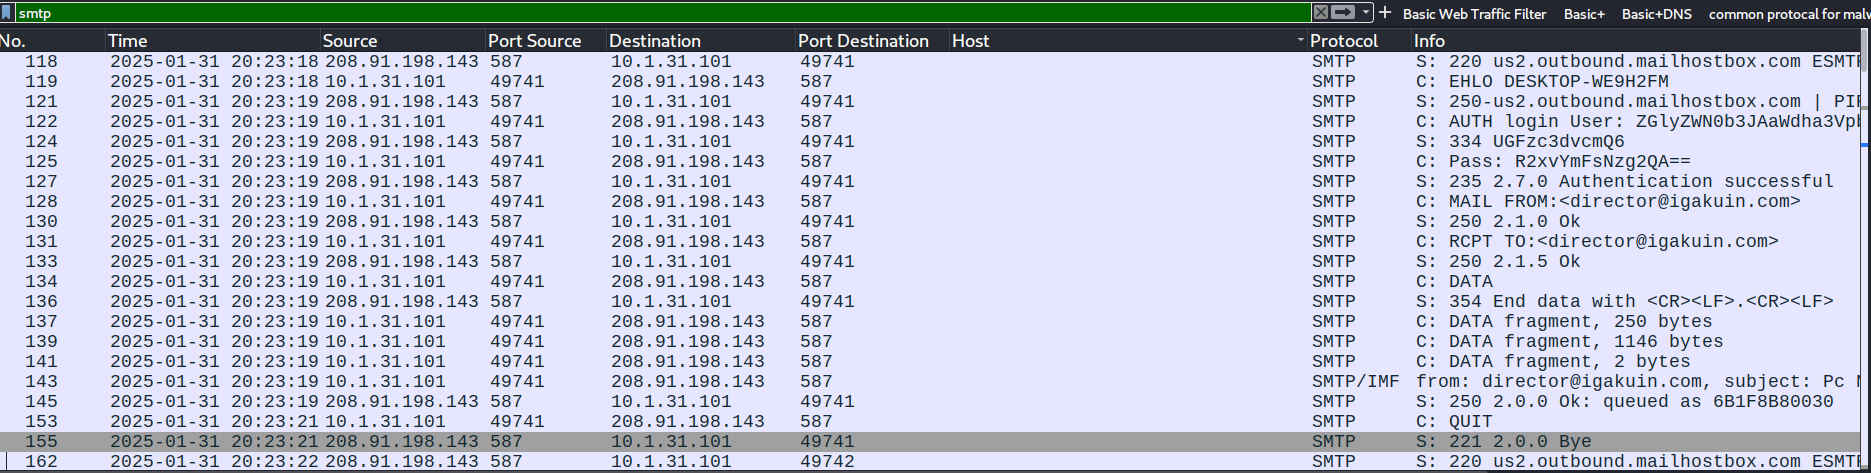 smtp + Basic Web Traffic Filter Basic+ Basic+DNS common protocal for
No. Time Source Port Source Destination Port Destination Host Protocol Info
118 2025-01-31 20:23:18 208.91.198.143 587 10.1.31.101 49741 SMTP S: 220 us2.outbound.mailhostbox.com
119 2025-01-31 20:23:18 10.1.31.101 49741 208.91.198.143 587 SMTP C: EHLO DESKTOP-WE9H2FM
121 2025-01-31 20:23:19 208.91.198.143 587 10.1.31.101 49741 SMTP S: 250-us2.outbound.mailhostbox.com |
122 2025-01-31 20:23:19 10.1.31.101 49741 208.91.198.143 587 SMTP C: AUTH login User:
124 2025-01-31 20:23:19 208.91.198.143 587 10.1.31.101 49741 SMTP S: 334 UGFzc3dvcmQ6
125 2025-01-31 20:23:19 10.1.31.101 49741 208.91.198.143 587 SMTP C: Pass: R2xvYmFsNzg2QA==
127 2025-01-31 20:23:19 208.91.198.143 587 10.1.31.101 49741 SMTP S: 235 2.7.0 Authentication successful
128 2025-01-31 20:23:19 10.1.31.101 49741 208.91.198.143 587 SMTP C: MAIL FROM:<director@igakuin.com>
130 2025-01-31 20:23:19 208.91.198.143 587 10.1.31.101 49741 SMTP S: 250 2.1.0 Ok
131 2025-01-31 20:23:19 10.1.31.101 49741 208.91.198.143 587 SMTP C: RCPT TO:<director@igakuin.com>
133 2025-01-31 20:23:19 208.91.198.143 587 10.1.31.101 49741 SMTP S: 250 2.1.5 Ok
134 2025-01-31 20:23:19 10.1.31.101 49741 208.91.198.143 587 SMTP C: DATA
136 2025-01-31 20:23:19 208.91.198.143 587 10.1.31.101 49741 SMTP S: 354 End data with <CR><LF>.<CR><LF>
137 2025-01-31 20:23:19 10.1.31.101 49741 208.91.198.143 587 SMTP C: DATA fragment, 250 bytes
139 2025-01-31 20:23:19 10.1.31.101 49741 208.91.198.143 587 SMTP C: DATA fragment, 1146 bytes
141 2025-01-31 20:23:19 10.1.31.101 49741 208.91.198.143 587 SMTP C: DATA fragment, 2 bytes
143 2025-01-31 20:23:19 10.1.31.101 49741 208.91.198.143 587 SMTP/IMF from: director@igakuin.com, subject: Pc
145 2025-01-31 20:23:19 208.91.198.143 587 10.1.31.101 49741 SMTP S: 250 2.0.0 Ok: queued as 6B1F8B80030
153 2025-01-31 20:23:21 10.1.31.101 49741 208.91.198.143 587 SMTP C: QUIT
155 2025-01-31 20:23:21 208.91.198.143 587 10.1.31.101 49741 SMTP S: 221 2.0.0 Bye
162 2025-01-31 20:23:22 208.91.198.143 587 10.1.31.101 49742 SMTP S: 220 us2.outbound.mailhostbox.com